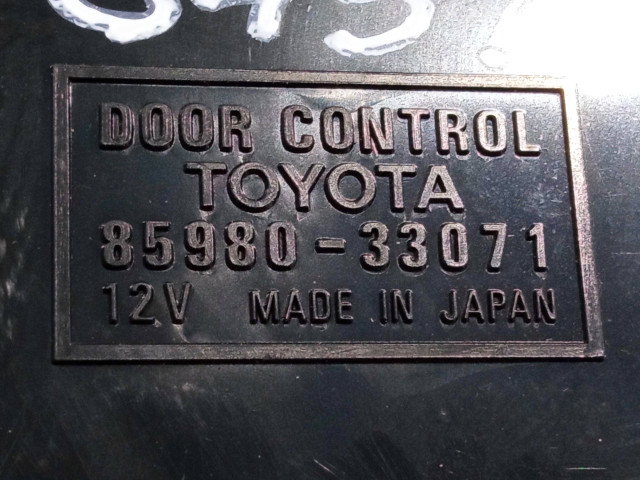 DOOR CONTROL
TOYOTA
85980-33071
12V MADE IN JAPAN